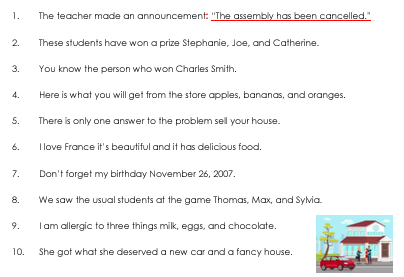 1. The teacher made an announcement: "The assembly has been cancelled."
2. These students have won a prize Stephanie, Joe, and Catherine.
3. You know the person who won Charles Smith.
4. Here is what you will get from the store apples, bananas, and oranges.
5. There is only one answer to the problem sell your house.
6. I love France it's beautiful and it has delicious food.
7. Don't forget my birthday November 26, 2007.
8. We saw the usual students at the game Thomas, Max, and Sylvia.
9. I am allergic to three things milk, eggs, and chocolate.
10. She got what she deserved a new car and a fancy house.